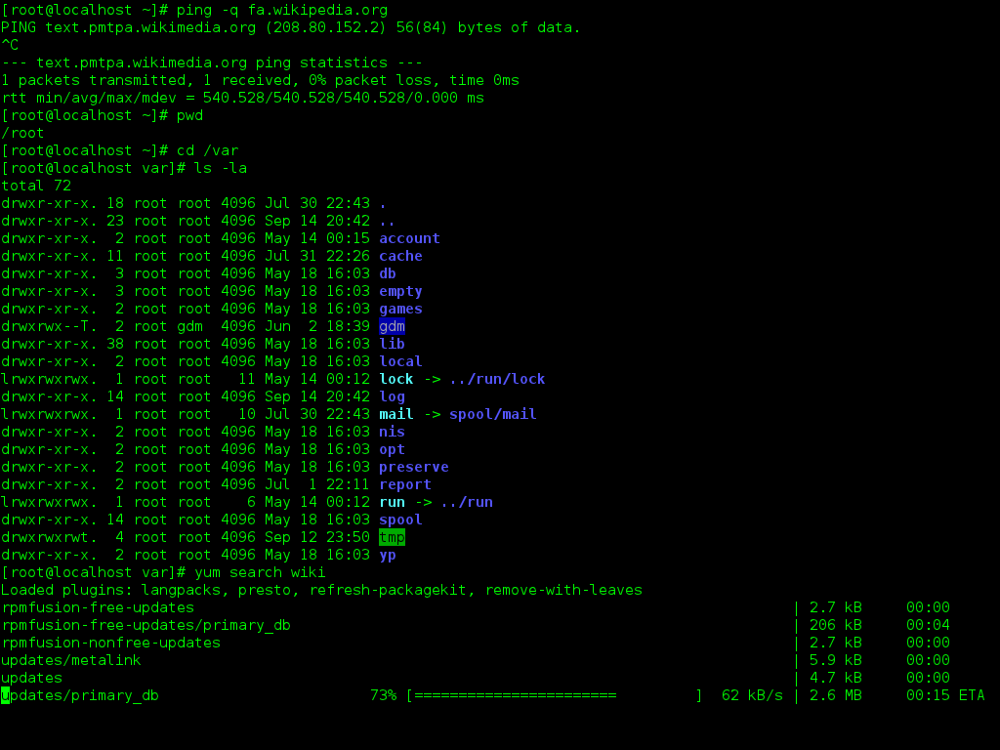 [root@localhost ~]# ping -q fa.wikipedia.org
PING text.pmtpa.wikimedia.org (208.80.152.2) 56(84) bytes of data.
^C
--- text.pmtpa.wikimedia.org ping statistics ---
1 packets transmitted, 1 received, 0% packet loss, time 0ms
rtt min/avg/max/mdev = 540.528/540.528/540.528/0.000 ms
[root@localhost ~]# pwd
/root
[root@localhost ~]# cd /var
[root@localhost var]# ls -la
total 72
drwxr-xr-x. 18 root root 4096 Jul 30 22:43 .
drwxr-xr-x. 23 root root 4096 Sep 14 20:42 ..
drwxr-xr-x.  2 root root 4096 May 14 00:15 account
drwxr-xr-x. 11 root root 4096 Jul 31 22:26 cache
drwxr-xr-x.  3 root root 4096 May 18 16:03 db
drwxr-xr-x.  3 root root 4096 May 18 16:03 empty
drwxr-xr-x.  2 root root 4096 May 18 16:03 games
drwxrwx--T.  2 root gdm  4096 Jun  2 18:39 gdm
drwxr-xr-x. 38 root root 4096 May 18 16:03 lib
drwxr-xr-x.  2 root root 4096 May 18 16:03 local
lrwxrwxrwx.  1 root root   11 May 14 00:12 lock -> ../run/lock
drwxr-xr-x. 14 root root 4096 Sep 14 20:42 log
lrwxrwxrwx.  1 root root   10 Jul 30 22:43 mail -> spool/mail
drwxr-xr-x.  2 root root 4096 May 18 16:03 nis
drwxr-xr-x.  2 root root 4096 May 18 16:03 opt
drwxr-xr-x.  2 root root 4096 May 18 16:03 preserve
drwxr-xr-x.  2 root root 4096 Jul  1 22:11 report
lrwxrwxrwx.  1 root root    6 May 14 00:12 run -> ../run
drwxr-xr-x. 14 root root 4096 May 18 16:03 spool
drwxrwxrwt.  4 root root 4096 Sep 12 23:50 tmp
drwxr-xr-x.  2 root root 4096 May 18 16:03 yp
[root@localhost var]# yum search wiki
Loaded plugins: langpacks, presto, refresh-packagekit, remove-with-leaves
rpmfusion-free-updates                                                                    | 2.7 kB     00:00
rpmfusion-free-updates/primary_db                                                         | 206 kB     00:04
rpmfusion-nonfree-updates                                                                 | 2.7 kB     00:00
updates/metalink                                                                          | 5.9 kB     00:00
updates                                                                                   | 4.7 kB     00:00
updates/primary_db                        73% [=======================         ]  62 kB/s | 2.6 MB     00:15 ETA